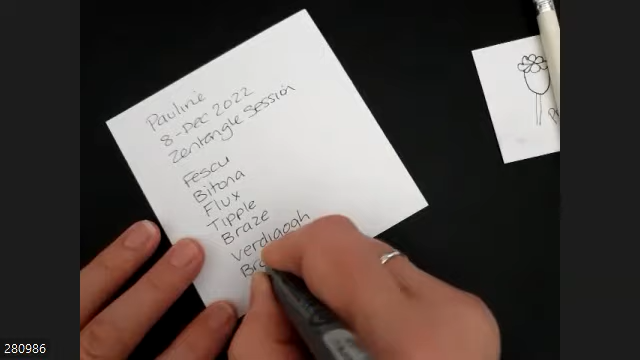 Pauline
8-Dec 2022
Zentangle Session
Fescu
Bitona
Flux
Tipple
Braze
verdigogh
280986